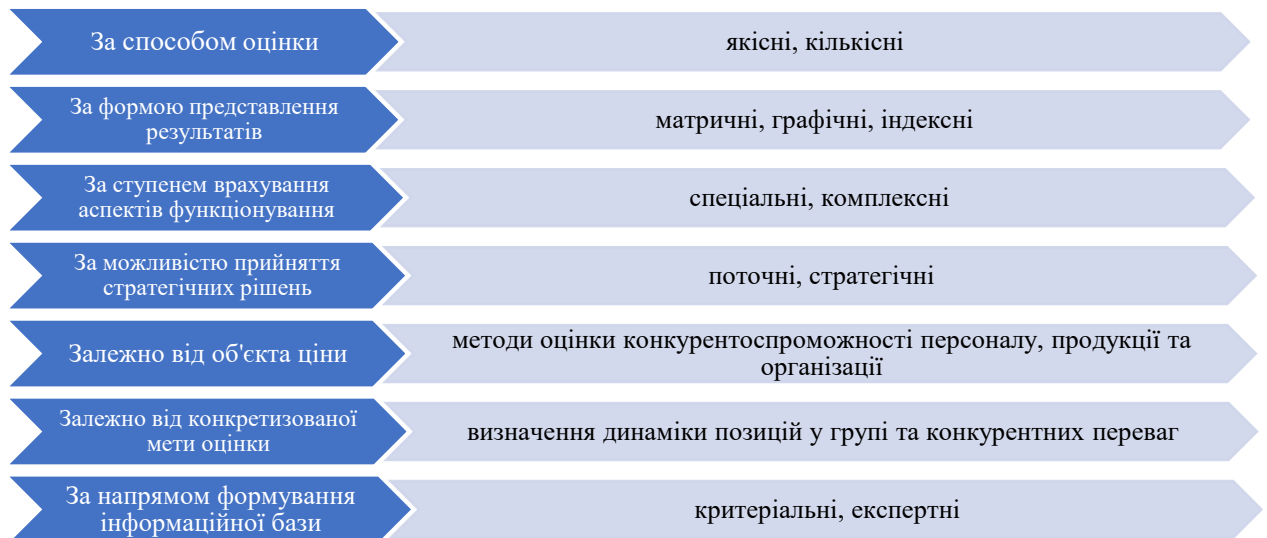 За способом оцінки
якісні, кількісні
За формою представлення
результатів
матричні, графічні, індексні
За ступенем врахування
аспектів функціонування
спеціальні, комплексні
За можливістю прийняття
стратегічних рішень
поточні, стратегічні
Залежно від об'єкта ціни
методи оцінки конкурентоспроможності персоналу, продукції та
організації
Залежно від конкретизованої
мети оцінки
визначення динаміки позицій у групі та конкурентних переваг
За напрямом формування
інформаційної бази
критеріальні, експертні